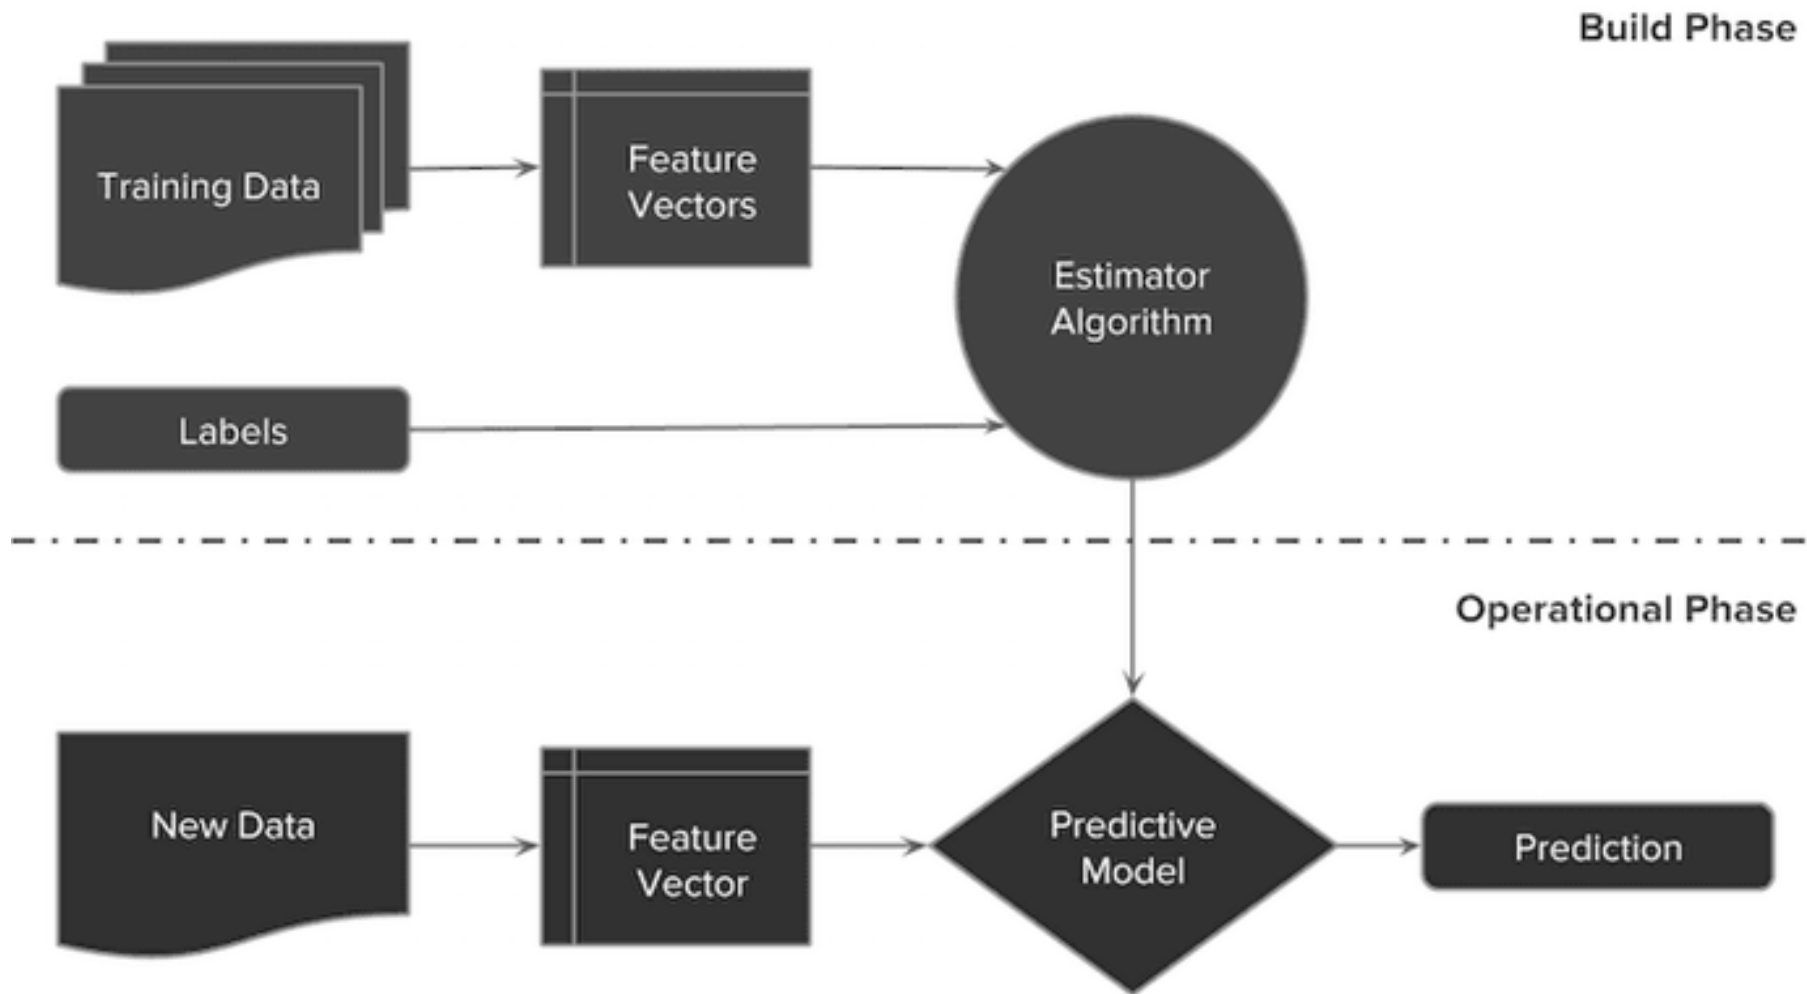 Build Phase
Training Data
Feature
Vectors
Estimator
Algorithm
Labels
Operational Phase
New Data
Feature
Vector
Predictive
Model
Prediction